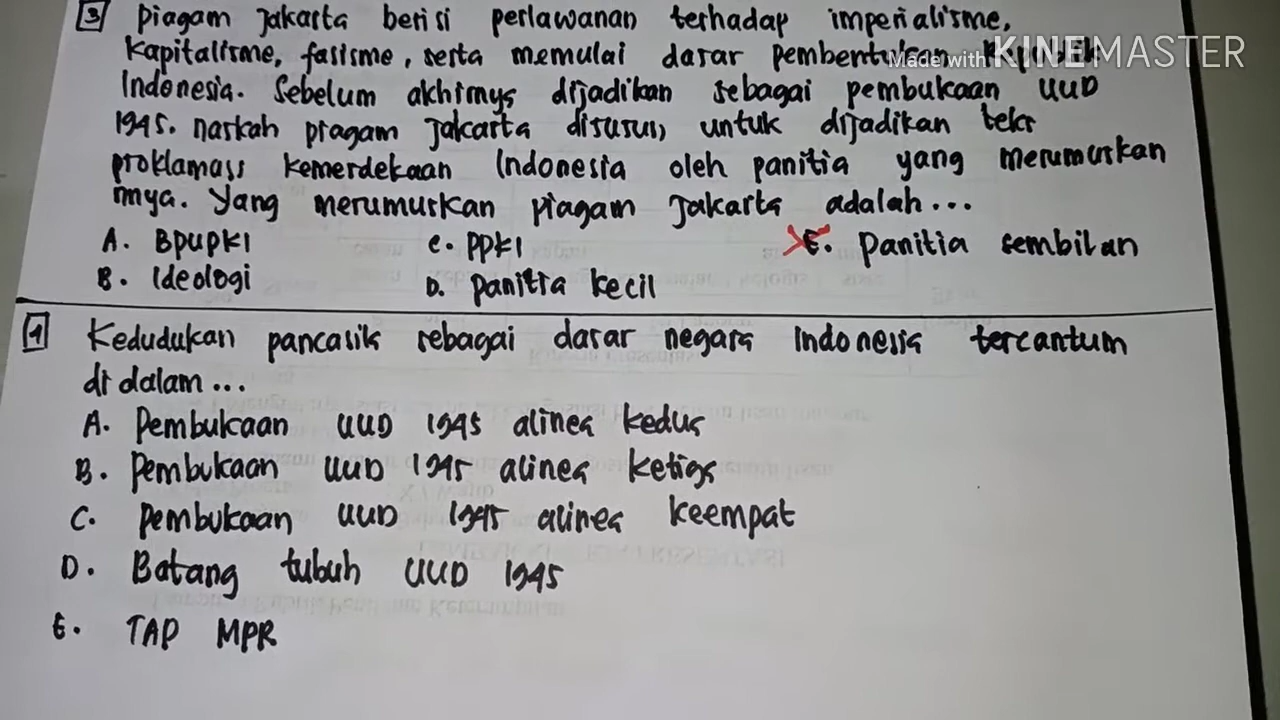 3 piagam Jakarta berisi perlawanan terhadap imperialisme,
kapitalisme, fasisme, serta memulai dasar pembentukan
Made with KINEMASTER
Indonesia. Sebelum akhirnya dijadikan sebagai pembukaan UUD
1945. naskah piagam Jakarta disusun untuk dijadikan teks
proklamasi kemerdekaan Indonesia oleh panitia yang merumuskan
nnya. Yang merumuskan piagam Jakarta adalah...
A. BPUPKI
C. PPKI
E. Panitia sembilan
B. Ideologi
D. panitia kecil
4 Kedudukan pancasila sebagai dasar negara Indonesia tercantum
di dalam...
A. Pembukaan UUD 1945 alinea kedua
B. Pembukaan UUD 1945 alinea ketiga
C. Pembukaan UUD 1945 alinea keempat
D. Batang tubuh UUD 1945
E. TAP MPR